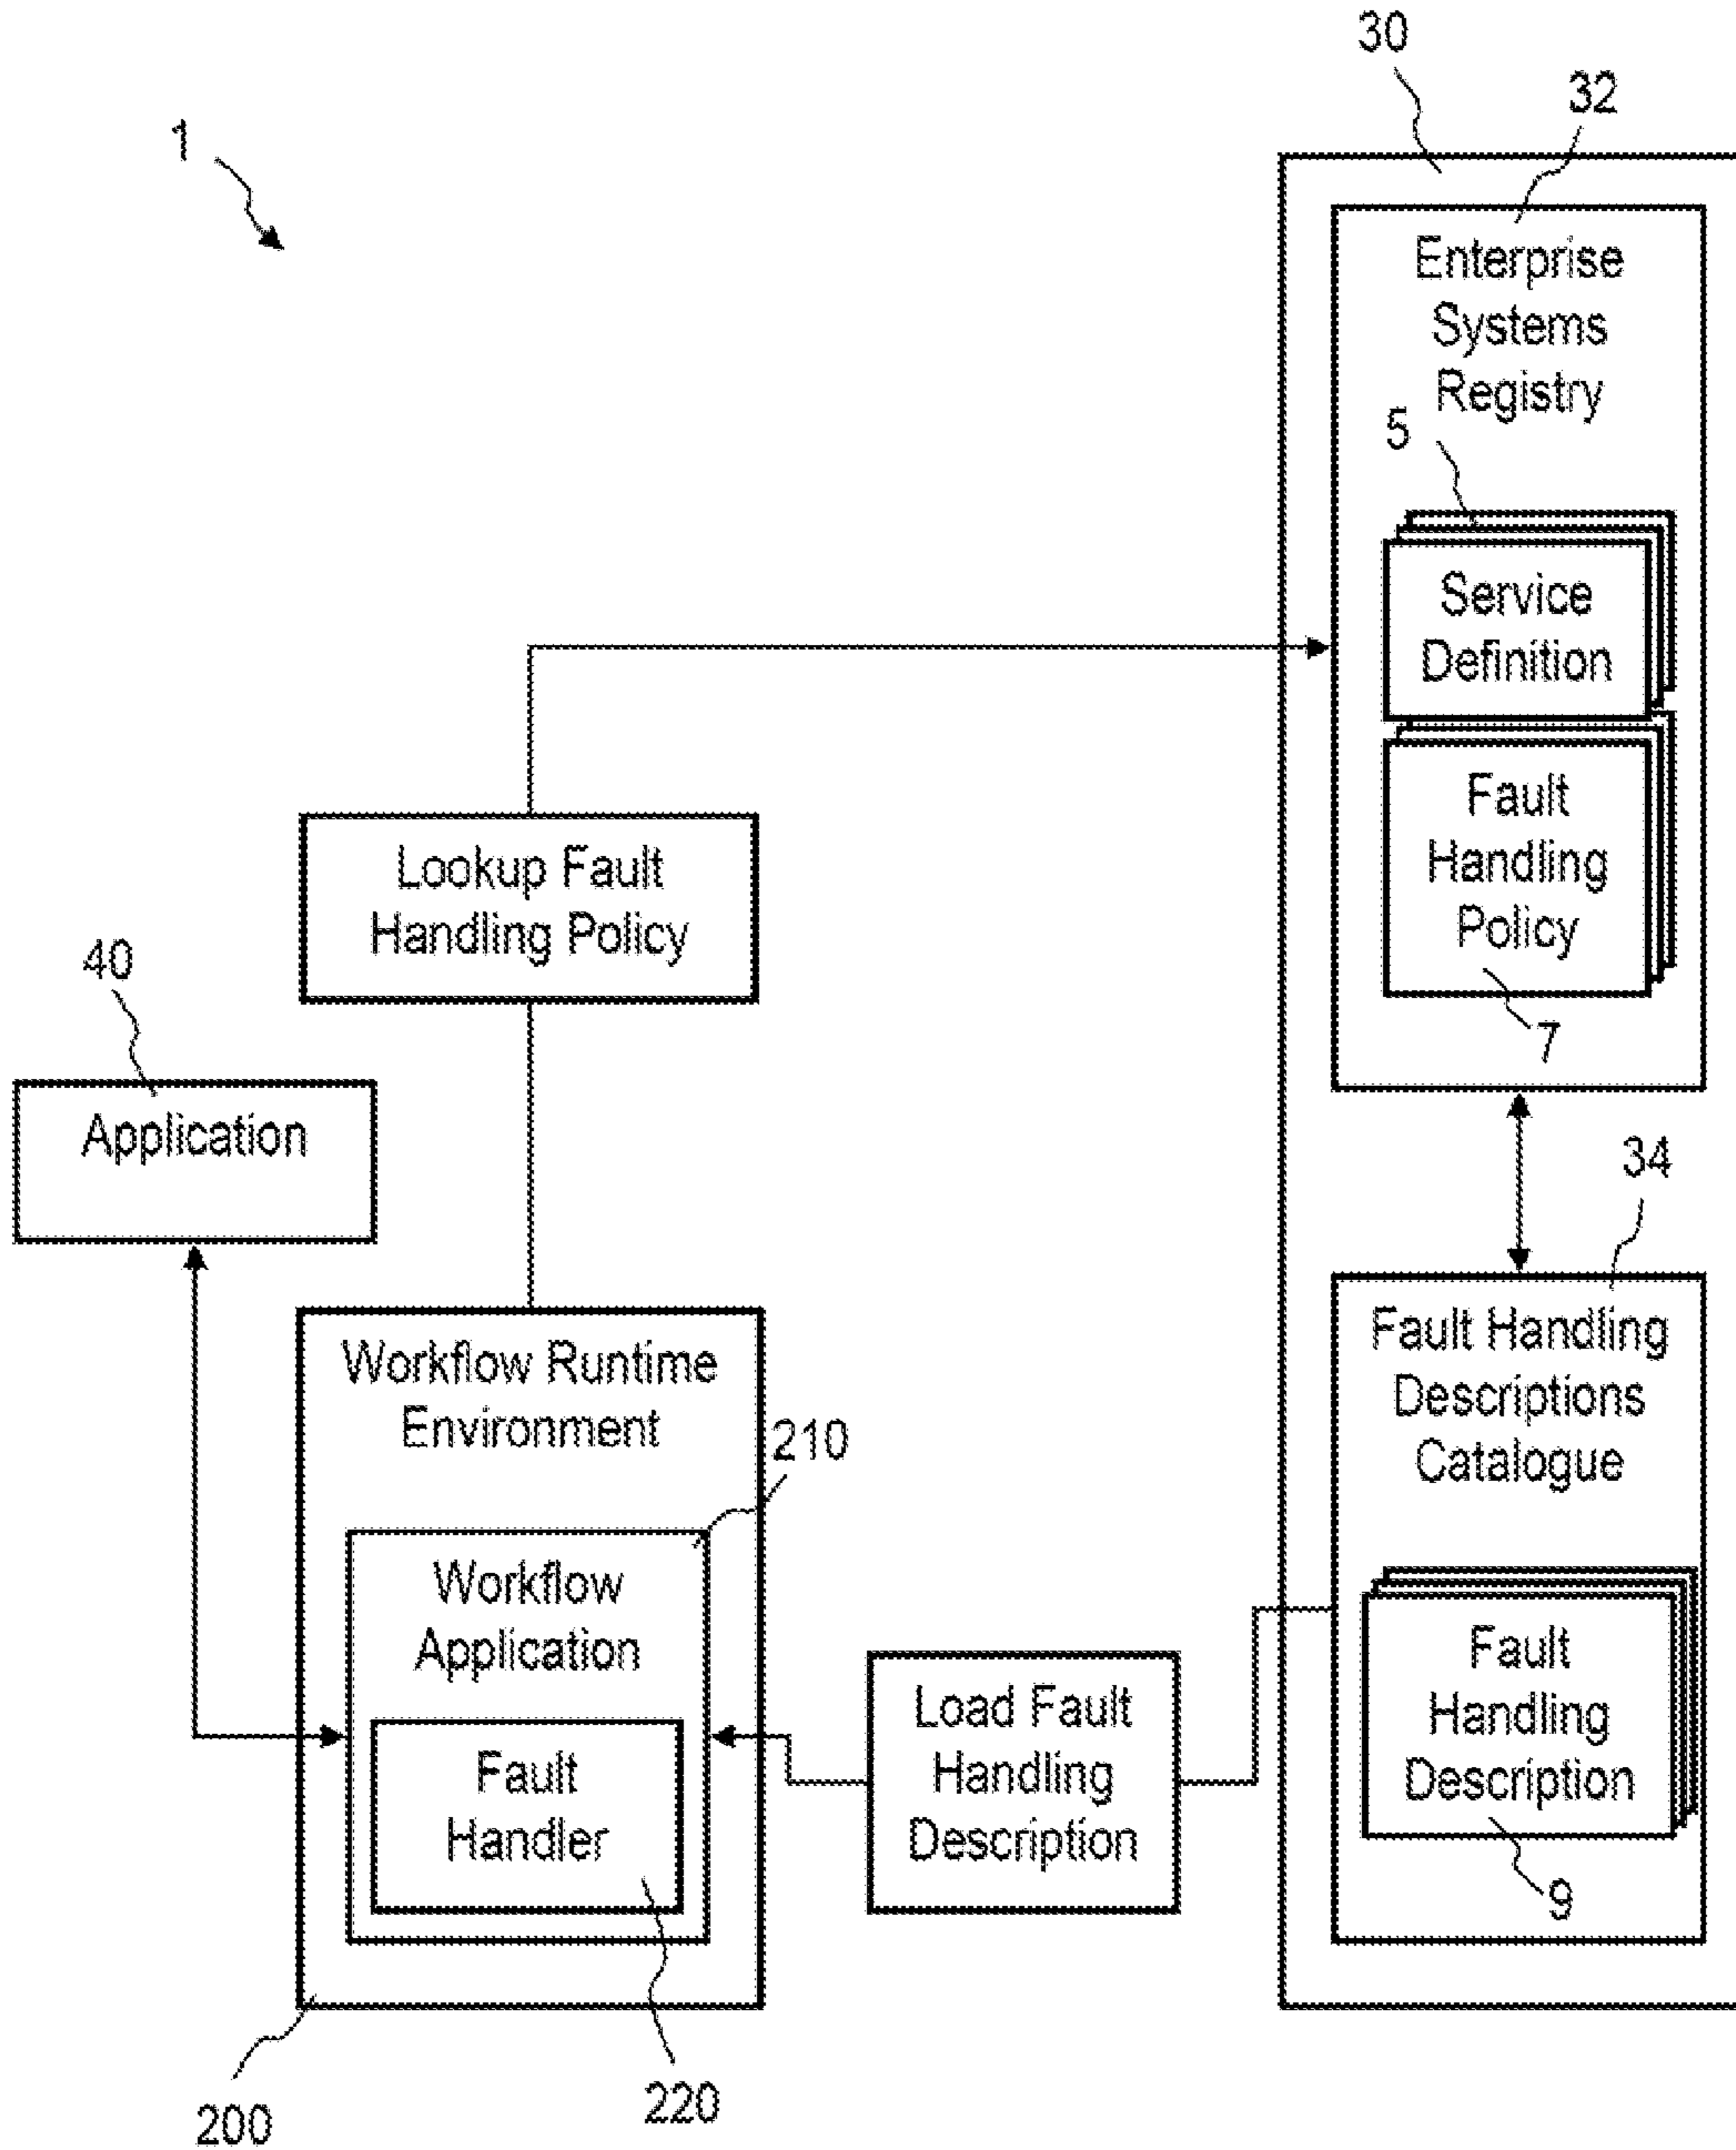 30
32
1
Enterprise
Systems
Registry
5
Service
Definition
Fault
Handling
Policy
7
Lookup Fault
Handling Policy
40
Application
34
Fault Handling
Descriptions
Catalogue
Workflow Runtime
Environment
210
Workflow
Application
Fault
Handler
Load Fault
Handling
Description
Fault
Handling
Description
9
200
220